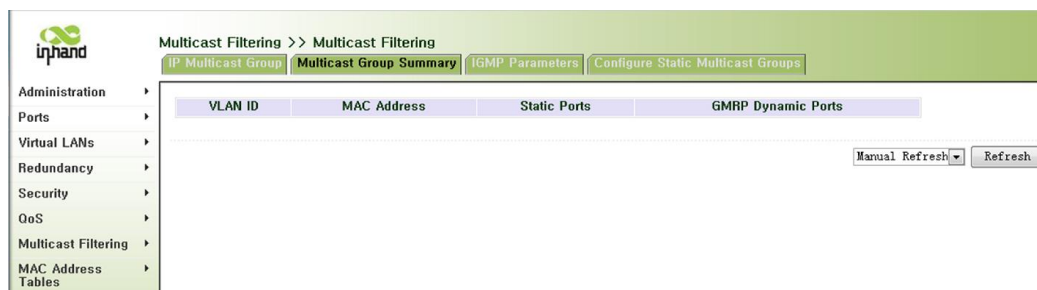 inhand
Multicast Filtering >> Multicast Filtering
IP Multicast Group Multicast Group Summary IGMP Parameters Configure Static Multicast Groups
Administration
Ports
Virtual LANs
Redundancy
Security
QoS
Multicast Filtering
MAC Address
Tables
VLAN ID MAC Address Static Ports GMRP Dynamic Ports
Manual Refresh Refresh